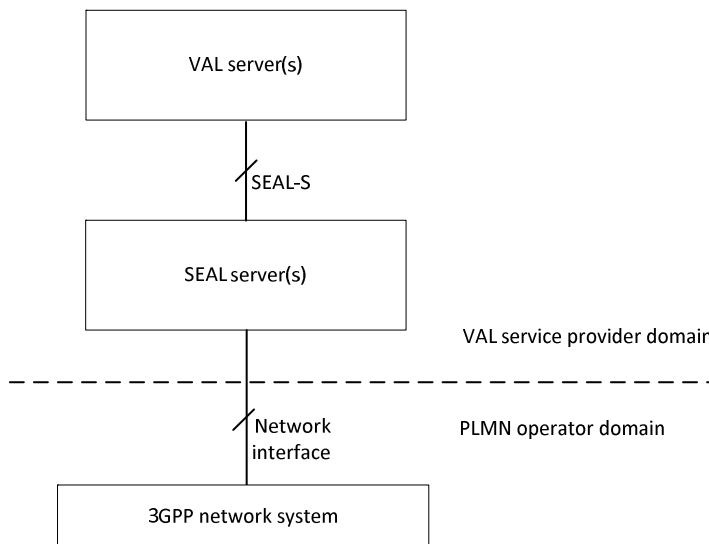 VAL server(s)
SEAL-S
SEAL server(s)
VAL service provider domain
Network
interface
PLMN operator domain
3GPP network system